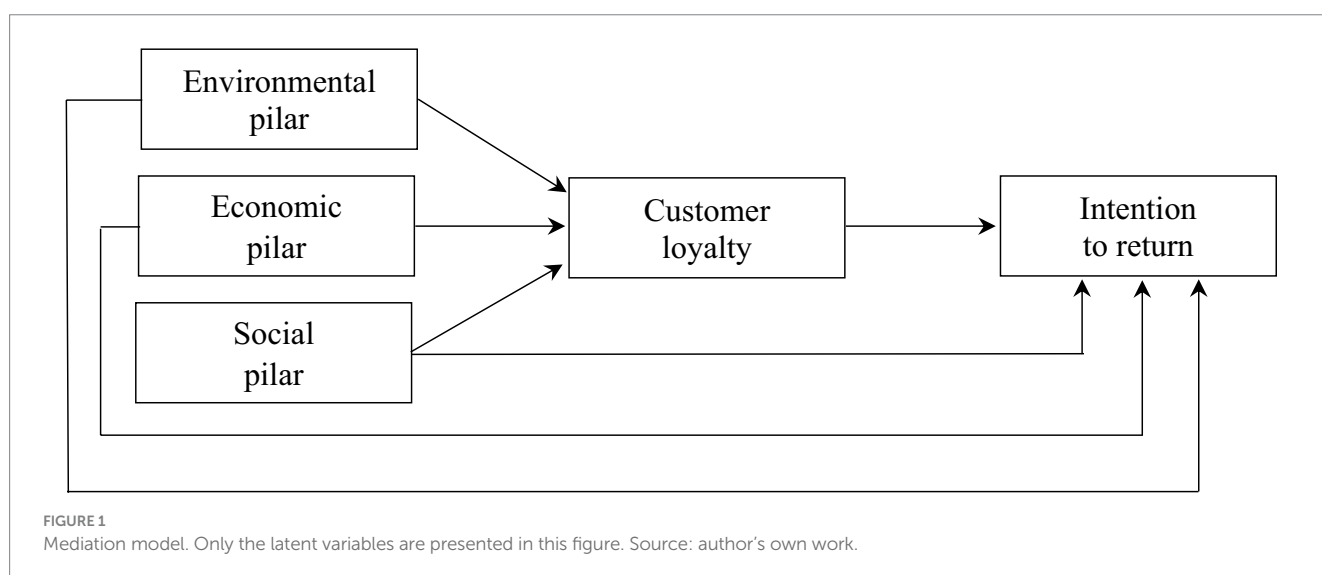 Environmental
pilar
Economic
pilar
Social
pilar
Customer
loyalty
Intention
to return
FIGURE 1
Mediation model. Only the latent variables are presented in this figure. Source: author's own work.